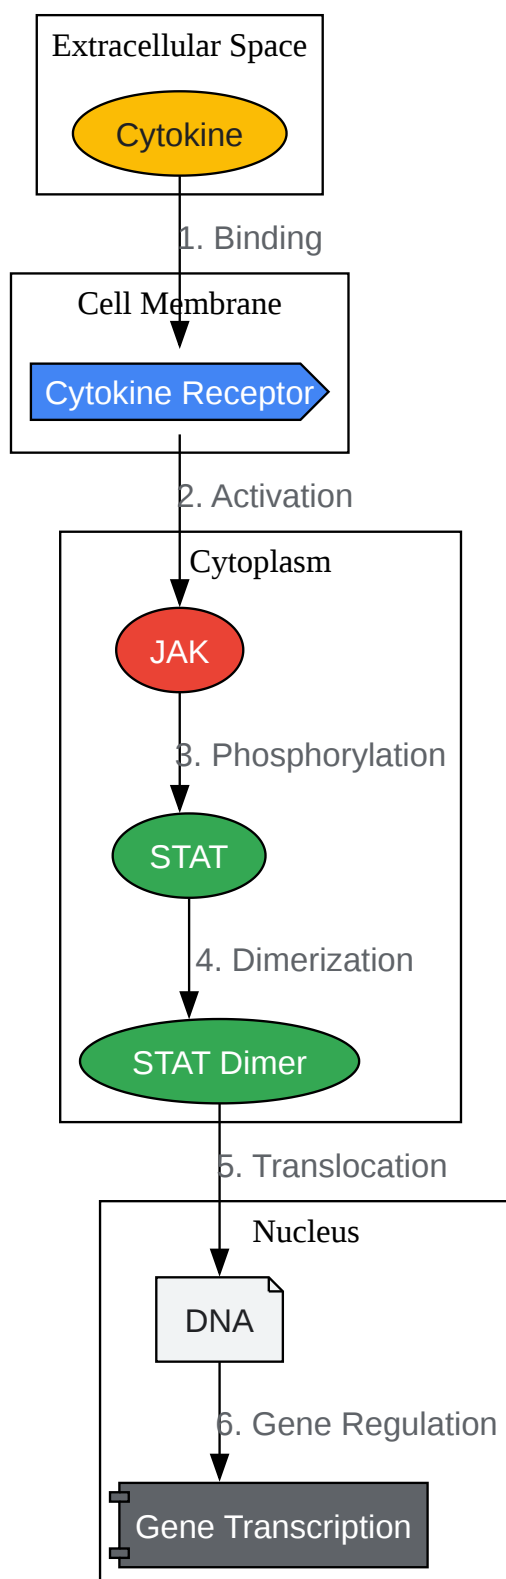 Extracellular Space
Cytokine
1. Binding
Cell Membrane
Cytokine Receptor
2. Activation
Cytoplasm
JAK
3. Phosphorylation
STAT
4. Dimerization
STAT Dimer
5. Translocation
Nucleus
DNA
6. Gene Regulation
Gene Transcription